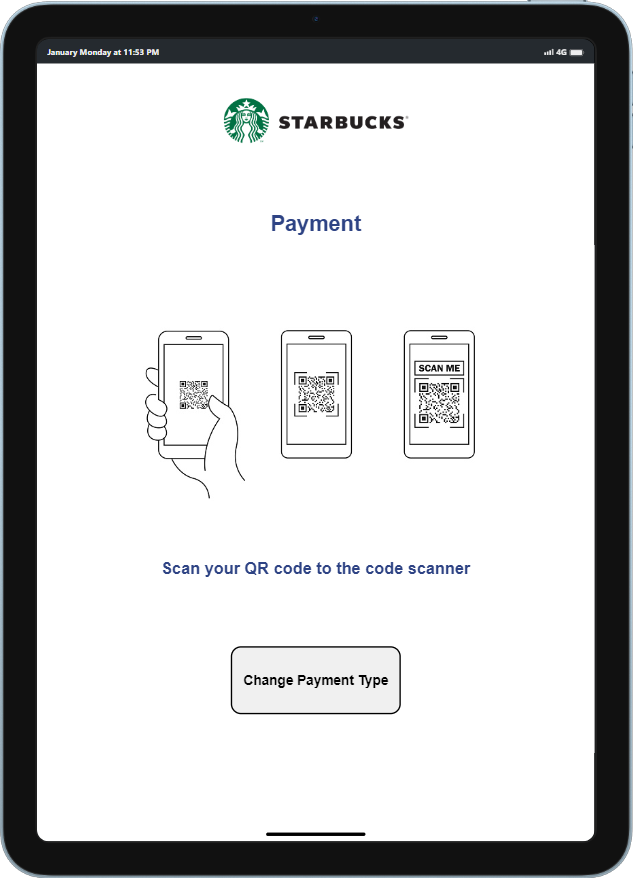 January Monday at 11:53 PM
4G
STARBUCKS®
Payment
SCAN ME
Scan your QR code to the code scanner
Change Payment Type